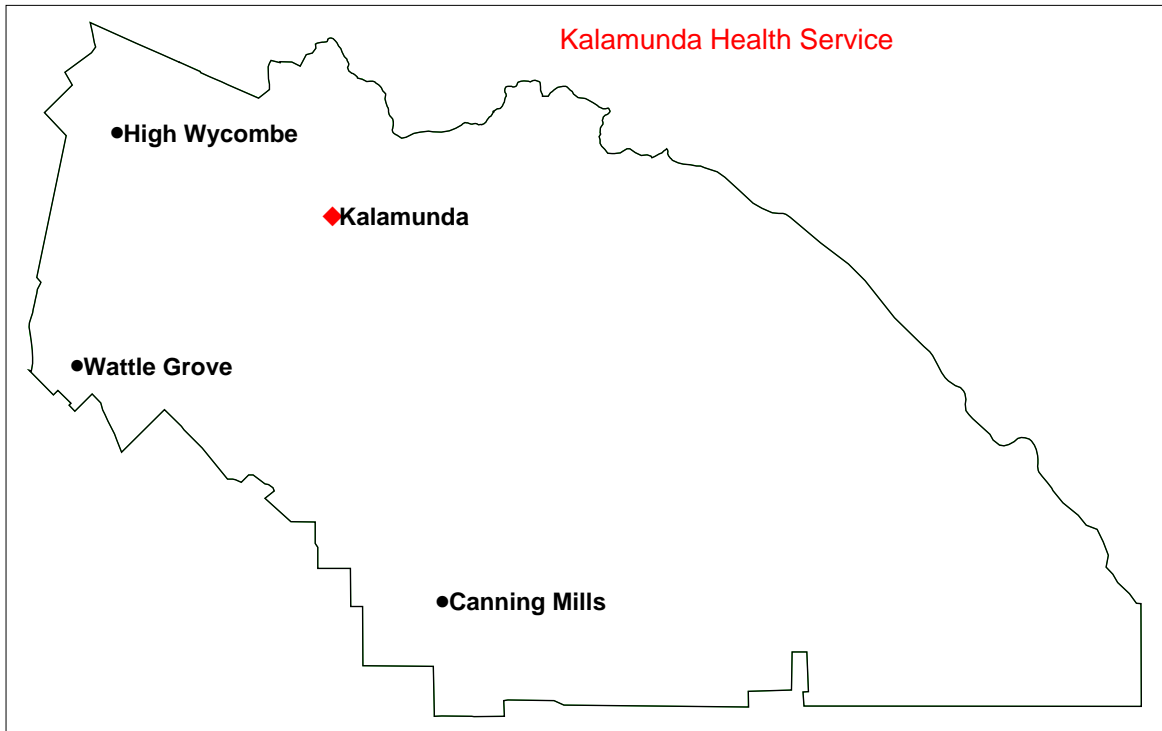 Kalamunda Health Service
High Wycombe
Kalamunda
Wattle Grove
Canning Mills